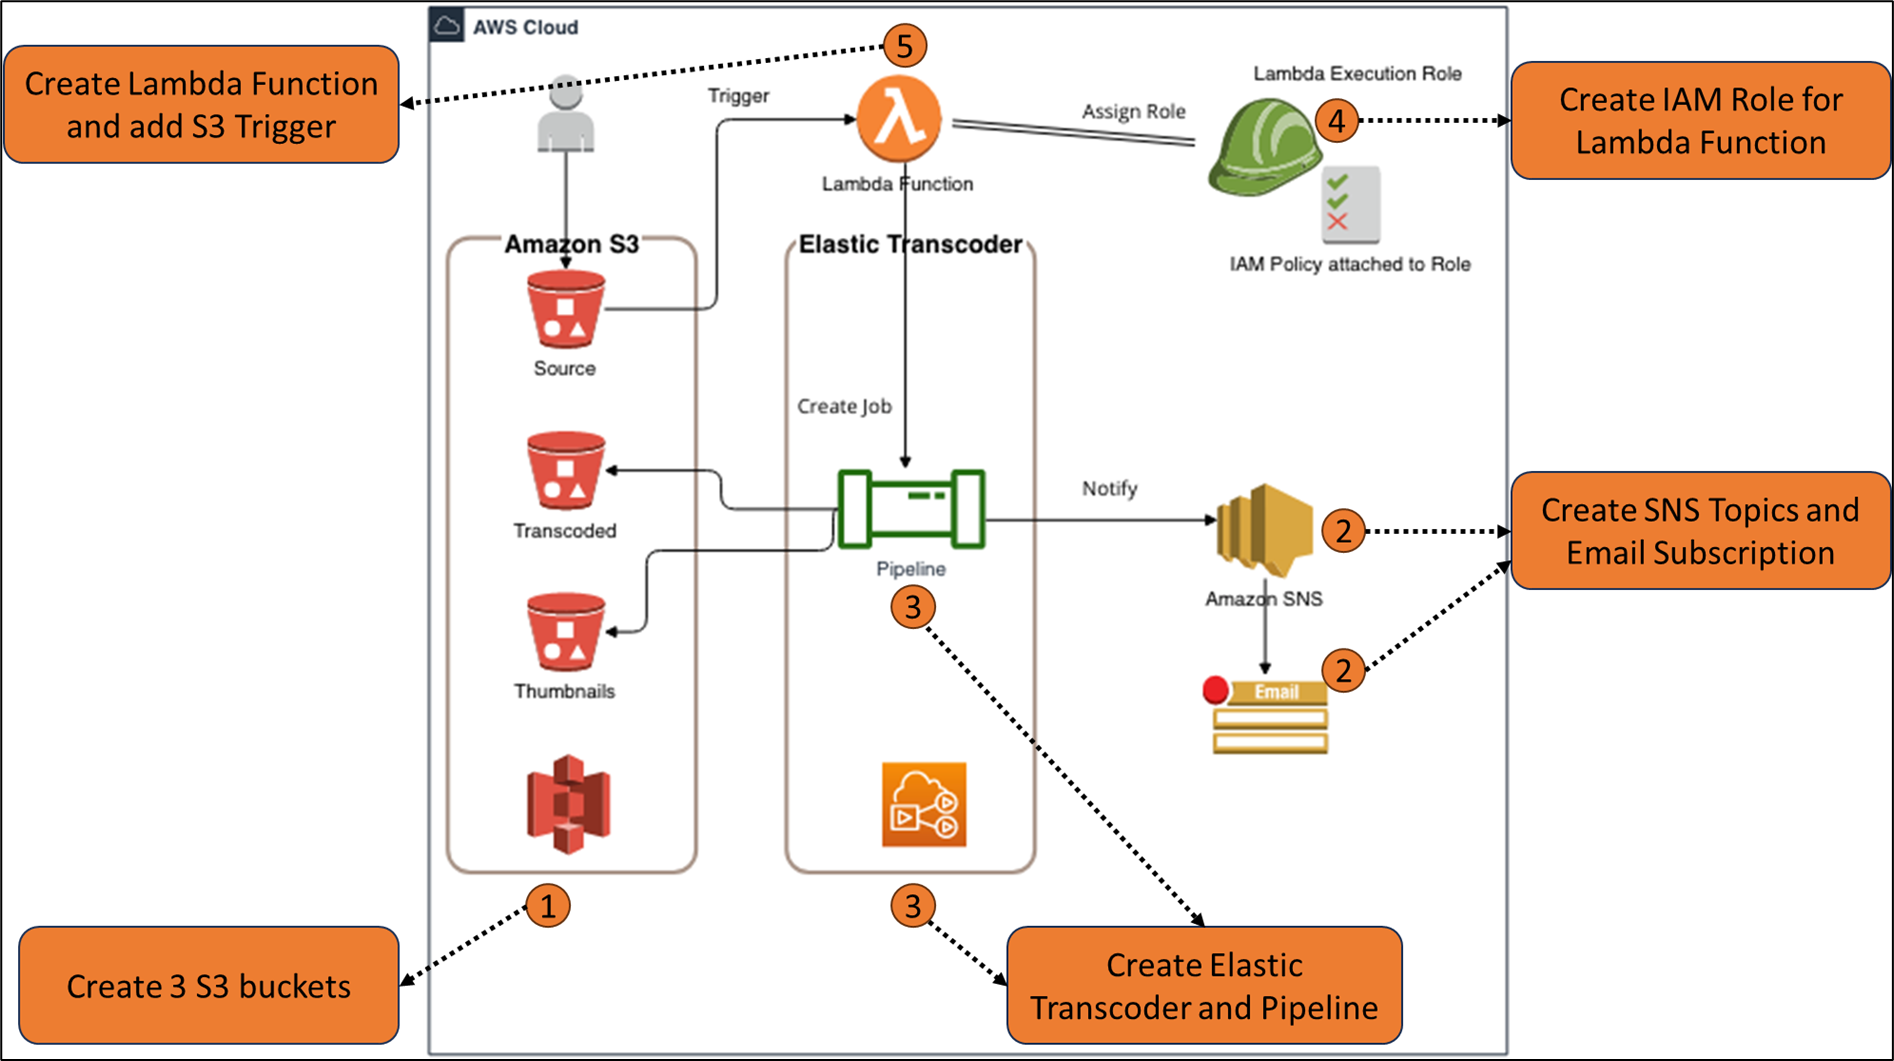 AWS Cloud
5
Create Lambda Function
and add S3 Trigger
Trigger
Lambda Function
Assign Role
Lambda Execution Role
4
Create IAM Role for
Lambda Function
IAM Policy attached to Role
Amazon S3
Source
Transcoded
Thumbnails
Elastic Transcoder
Create Job
Pipeline
3
Notify
Amazon SNS
2
Create SNS Topics and
Email Subscription
2
Email
1
Create 3 S3 buckets
3
Create Elastic
Transcoder and Pipeline